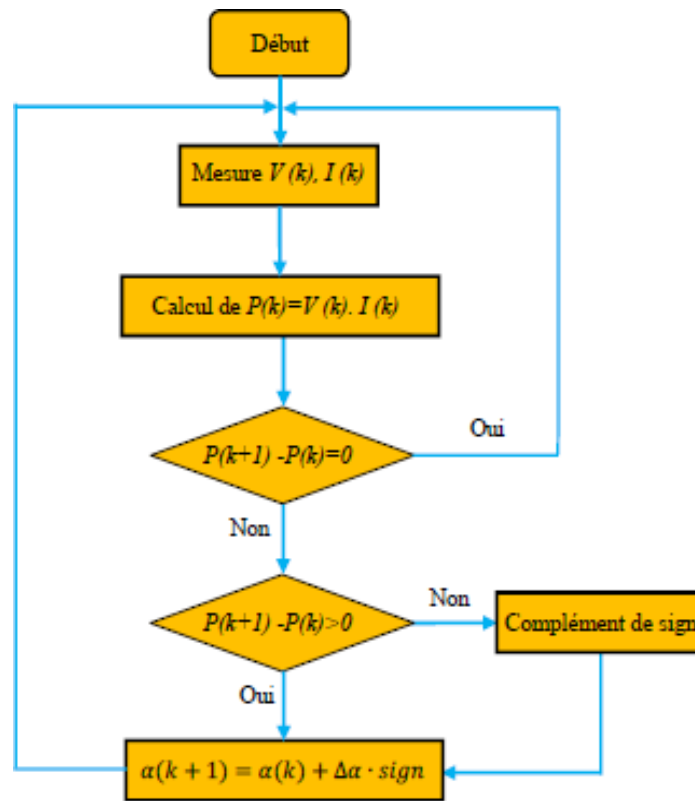 Début
Mesure V (k), I (k)
Calcul de P(k)=V (k). I (k)
P(k+1) -P(k)=0
Oui
Non
P(k+1) -P(k)>0
Non
Complément de sign
Oui
α(k + 1) = α(k) + Δα · sign